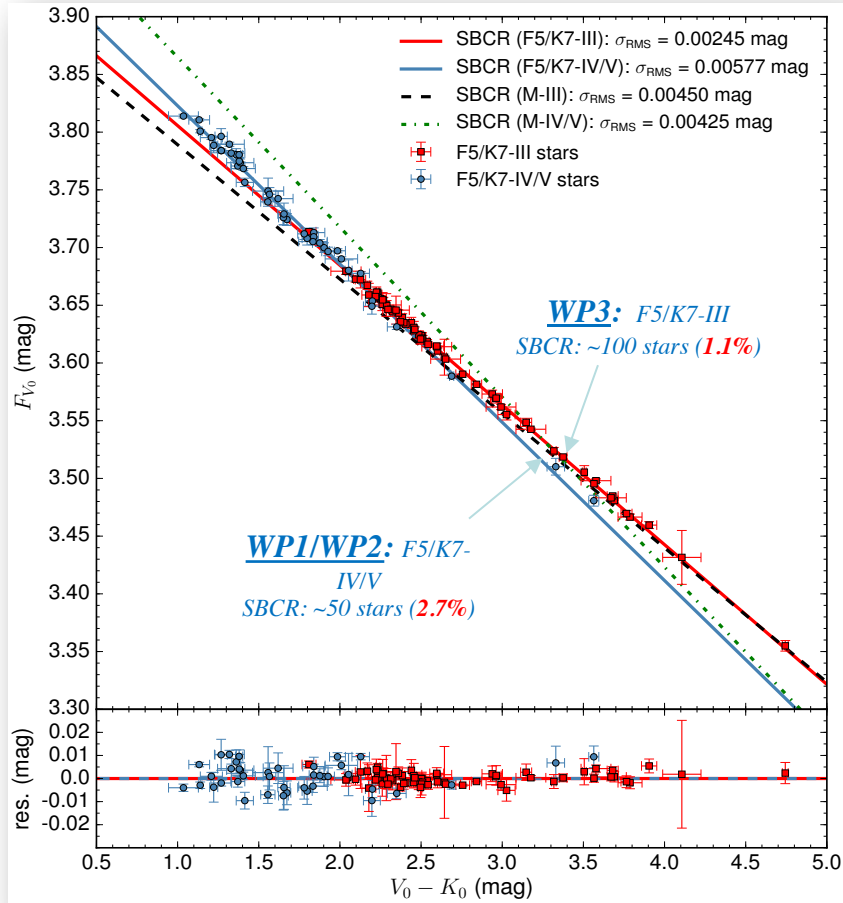 SBCR (F5/K7-III): σRMS = 0.00245 mag
SBCR (F5/K7-IV/V): σRMS = 0.00577 mag
SBCR (M-III): σRMS = 0.00450 mag
SBCR (M-IV/V): σRMS = 0.00425 mag
F5/K7-III stars
F5/K7-IV/V stars
3.90
3.85
3.80
3.75
3.70
3.65
3.60
3.55
3.50
3.45
3.40
3.35
3.30
FV0 (mag)
WP3: F5/K7-III
SBCR: ~100 stars (1.1%)
WP1/WP2: F5/K7-
IV/V
SBCR: ~50 stars (2.7%)
res. (mag)
0.02
0.01
0.0
-0.01
-0.02
0.5 1.0 1.5 2.0 2.5 3.0 3.5 4.0 4.5 5.0
V0 − K0 (mag)